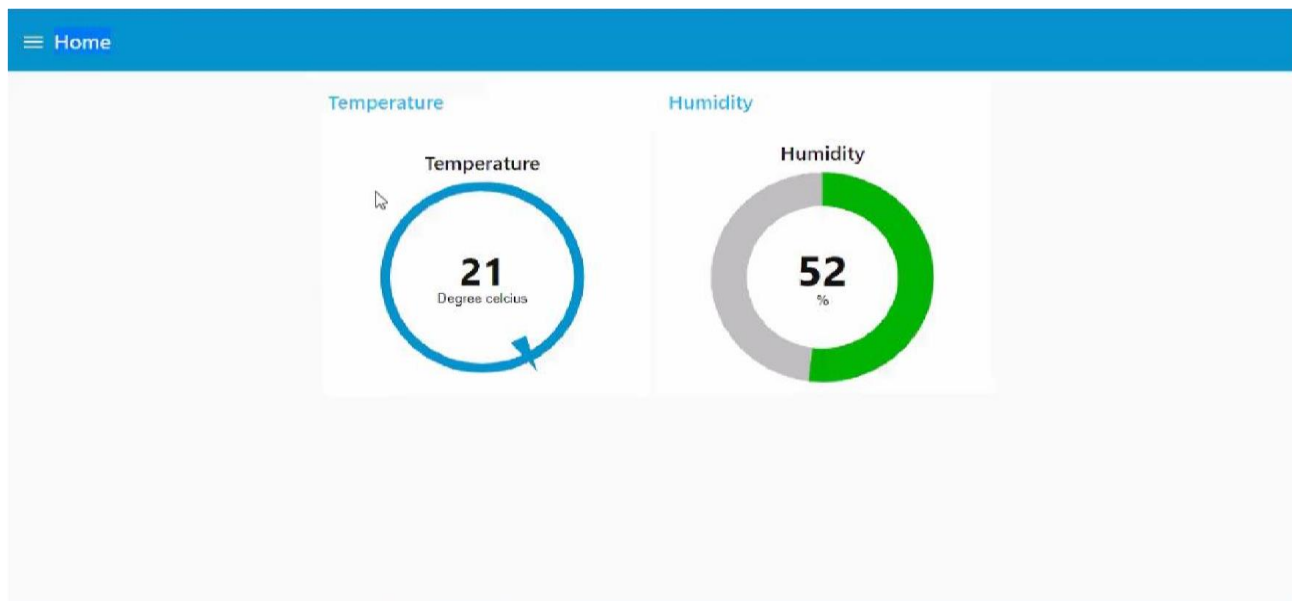 Home
Temperature
Humidity
Temperature
Humidity
21
Degree celcius
52
%